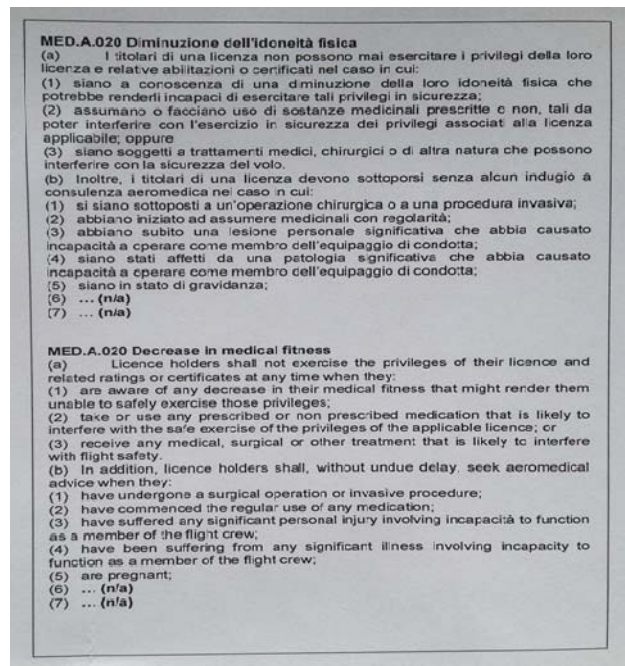 MED.A.020 Diminuzione dell'idoneità fisica
(a) I titolari di una licenza non possono mai esercitare i privilegi della loro
licenza e relative abilitazioni o certificati nel caso in cui:
(1) siano a conoscenza di una diminuzione della loro idoneità fisica che
potrebbe renderli incapaci di esercitare tali privilegi in sicurezza;
(2) assumano o facciano uso di sostanze medicinali prescritte o non, tali da
poter interferire con l'esercizio in sicurezza dei privilegi associati alla licenza
applicabile; oppure
(3) siano soggetti a trattamenti medici, chirurgici o di altra natura che possono
interferire con la sicurezza del volo.
(b) Inoltre, i titolari di una licenza devono sottoporsi senza alcun indugio a
consulenza aeromedica nel caso in cui:
(1) si siano sottoposti a un'operazione chirurgica o a una procedura invasiva;
(2) abbiano iniziato ad assumere medicinali con regolarità;
(3) abbiano subito una lesione personale significativa che abbia causato
incapacità a operare come membro dell'equipaggio di condotta;
(4) siano stati affetti da una patologia significativa che abbia causato
incapacità a operare come membro dell'equipaggio di condotta;
(5) siano in stato di gravidanza;
(6) ... (n/a)
(7) ... (n/a)
MED.A.020 Decrease in medical fitness
(a) Licence holders shall not exercise the privileges of their licence and
related ratings or certificates at any time when they:
(1) are aware of any decrease in their medical fitness that might render them
unable to safely exercise those privileges;
(2) take or use any prescribed or non prescribed medication that is likely to
interfere with the safe exercise of the privileges of the applicable licence; or
(3) receive any medical, surgical or other treatment that is likely to interfere
with flight safety.
(b) In addition, licence holders shall, without undue delay, seek aeromedical
advice when they:
(1) have undergone a surgical operation or invasive procedure;
(2) have commenced the regular use of any medication;
(3) have suffered any significant personal injury involving incapacità to function
as a member of the flight crew;
(4) have been suffering from any significant illness involving incapacity to
function as a member of the flight crew;
(5) are pregnant;
(6) ... (n/a)
(7) ... (n/a)